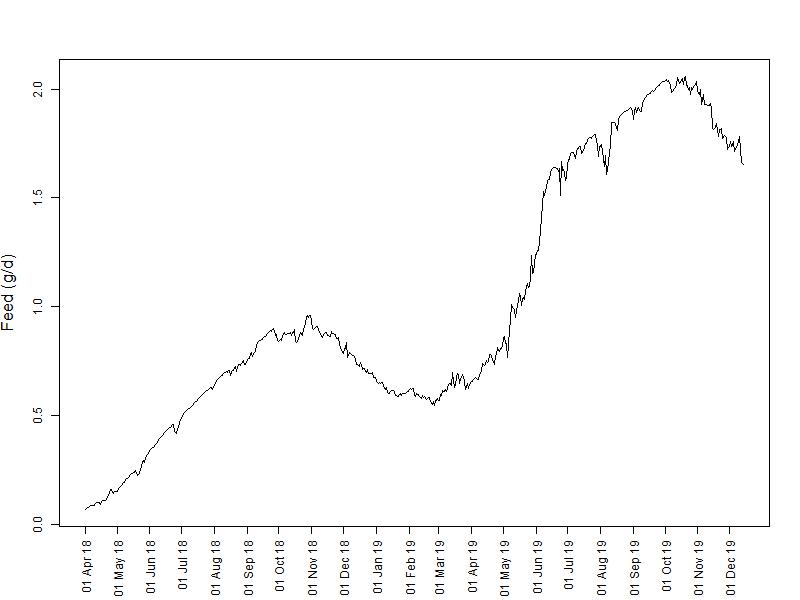 2.0
1.5
1.0
0.5
0.0
Feed (g/d)
01 Apr 18
01 May 18
01 Jun 18
01 Jul 18
01 Aug 18
01 Sep 18
01 Oct 18
01 Nov 18
01 Dec 18
01 Jan 19
01 Feb 19
01 Mar 19
01 Apr 19
01 May 19
01 Jun 19
01 Jul 19
01 Aug 19
01 Sep 19
01 Oct 19
01 Nov 19
01 Dec 19